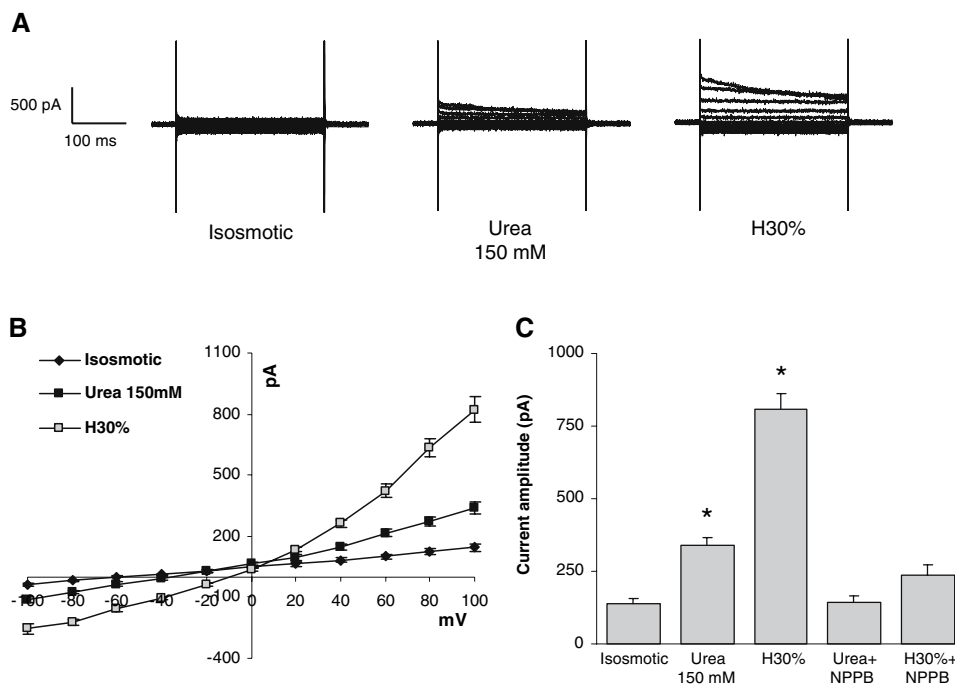 A
500 pA
100 ms
Isosmotic
Urea
150 mM
H30%
B
Isosmotic
Urea 150mM
H30%
pA
1100
800
500
200
-100
-400
-100 -80 -60 -40 -20 0 20 40 60 80 100
mV
C
Current amplitude (pA)
1000
750
500
250
0
*
*
Isosmotic
Urea
150 mM
H30%
Urea+
NPPB
H30%+
NPPB